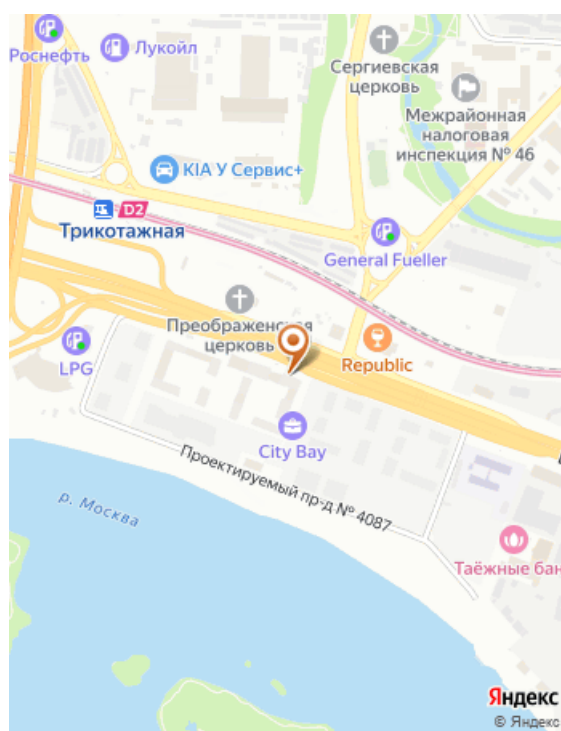 Роснефть
Лукойл
Сергиевская
церковь
Межрайонная
налоговая
инспекция № 46
KIA У Сервис+
D2
Трикотажная
General Fueller
Преображенская
церковь
Republic
LPG
City Bay
Проектируемый пр-д № 4087
р. Москва
Таёжные бан
Яндекс
© Яндекс